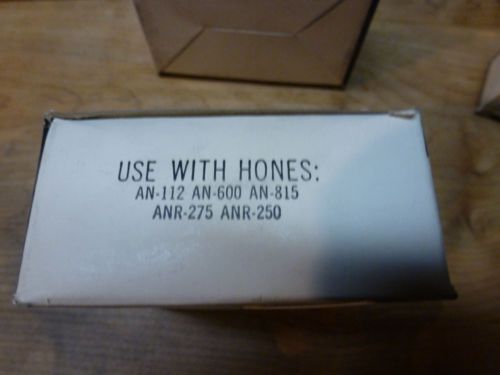 USE WITH HONES:
AN-112 AN-600 AN-815
ANR-275 ANR-250